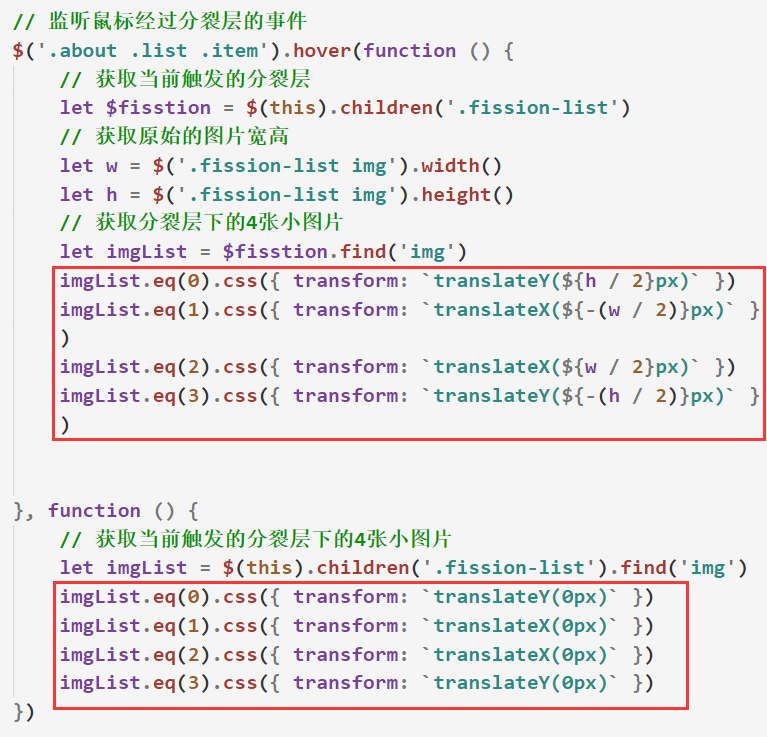 // 监听鼠标经过分裂层的事件
$('.about .list .item').hover(function () {
// 获取当前触发的分裂层
let $fisstion = $(this).children('.fission-list')
// 获取原始的图片宽高
let w = $('.fission-list img').width()
let h = $('.fission-list img').height()
// 获取分裂层下的4张小图片
let imgList = $fisstion.find('img')
imgList.eq(0).css({ transform: `translateY(${h / 2}px)` })
imgList.eq(1).css({ transform: `translateX(${-(w / 2)}px)` }
)
imgList.eq(2).css({ transform: `translateX(${w / 2}px)` })
imgList.eq(3).css({ transform: `translateY(${-(h / 2)}px)` }
)
}, function () {
// 获取当前触发的分裂层下的4张小图片
let imgList = $(this).children('.fission-list').find('img')
imgList.eq(0).css({ transform: `translateY(0px)` })
imgList.eq(1).css({ transform: `translateX(0px)` })
imgList.eq(2).css({ transform: `translateX(0px)` })
imgList.eq(3).css({ transform: `translateY(0px)` })
})